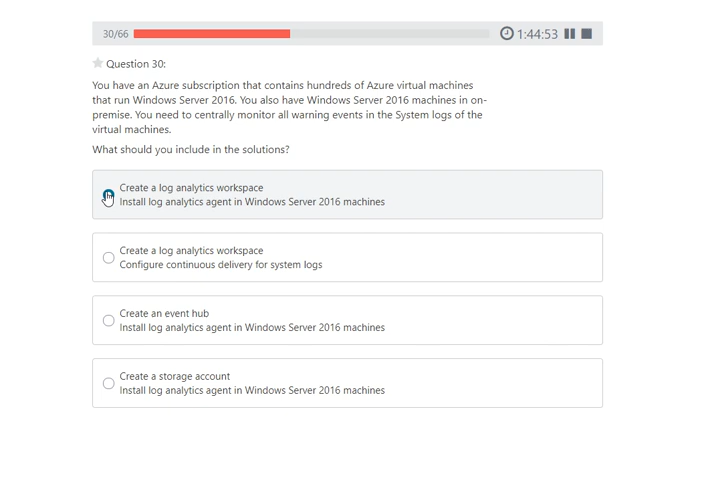 30/66
1:44:53
Question 30:
You have an Azure subscription that contains hundreds of Azure virtual machines
that run Windows Server 2016. You also have Windows Server 2016 machines in on-
premise. You need to centrally monitor all warning events in the System logs of the
virtual machines.
What should you include in the solutions?
Create a log analytics workspace
Install log analytics agent in Windows Server 2016 machines
Create a log analytics workspace
Configure continuous delivery for system logs
Create an event hub
Install log analytics agent in Windows Server 2016 machines
Create a storage account
Install log analytics agent in Windows Server 2016 machines